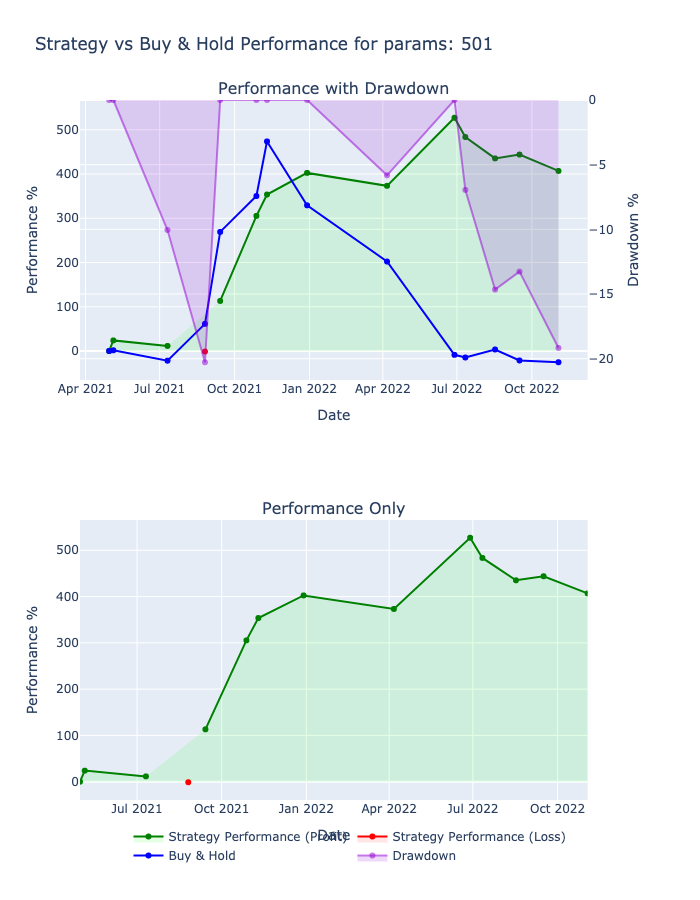 Strategy vs Buy & Hold Performance for params: 501
Performance with Drawdown
500
400
300
200
100
0
Performance %
0
−5
−10
−15
−20
Drawdown %
Apr 2021 Jul 2021 Oct 2021 Jan 2022 Apr 2022 Jul 2022 Oct 2022
Date
Performance Only
500
400
300
200
100
0
Performance %
Jul 2021 Oct 2021 Jan 2022 Apr 2022 Jul 2022 Oct 2022
Date
Strategy Performance (Profit) Strategy Performance (Loss)
Buy & Hold Drawdown